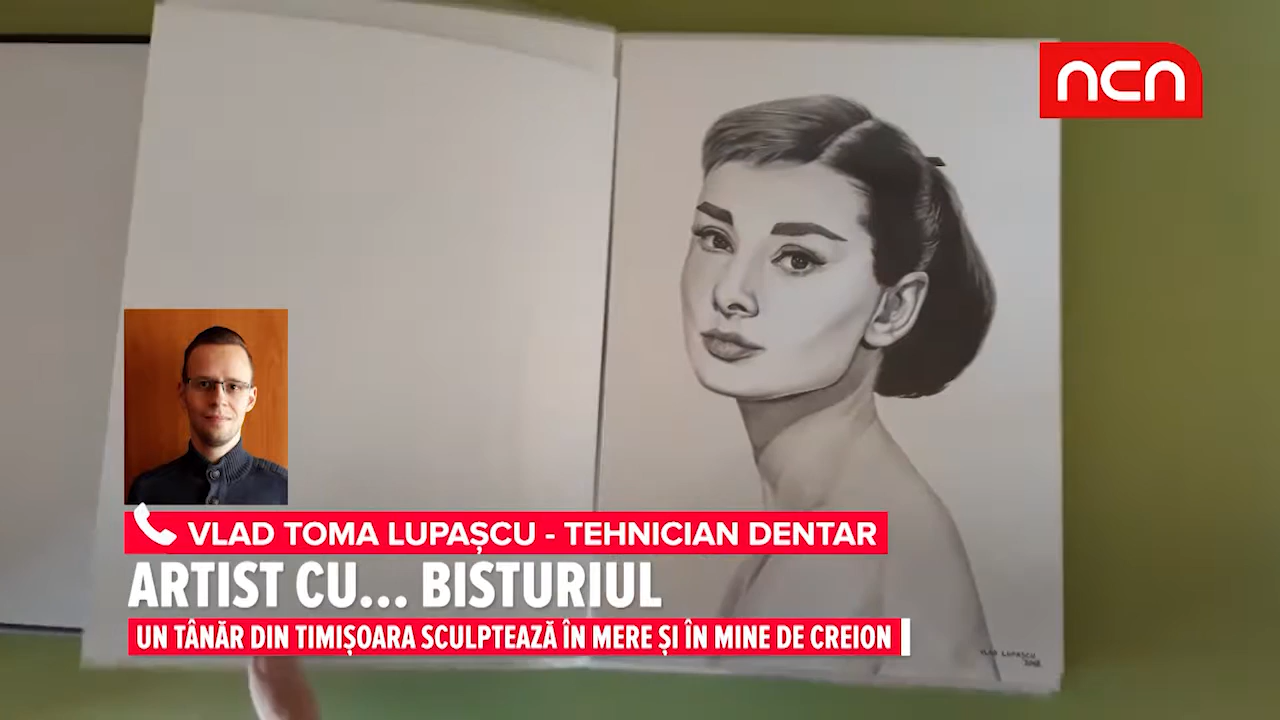 ncn
VLAD TOMA LUPAȘCU - TEHNICIAN DENTAR
ARTIST CU... BISTURIUL
UN TÂNĂR DIN TIMIȘOARA SCULPTEAZĂ ÎN MERE ȘI ÎN MINE DE CREION
VLAD LUPAȘCU
2018